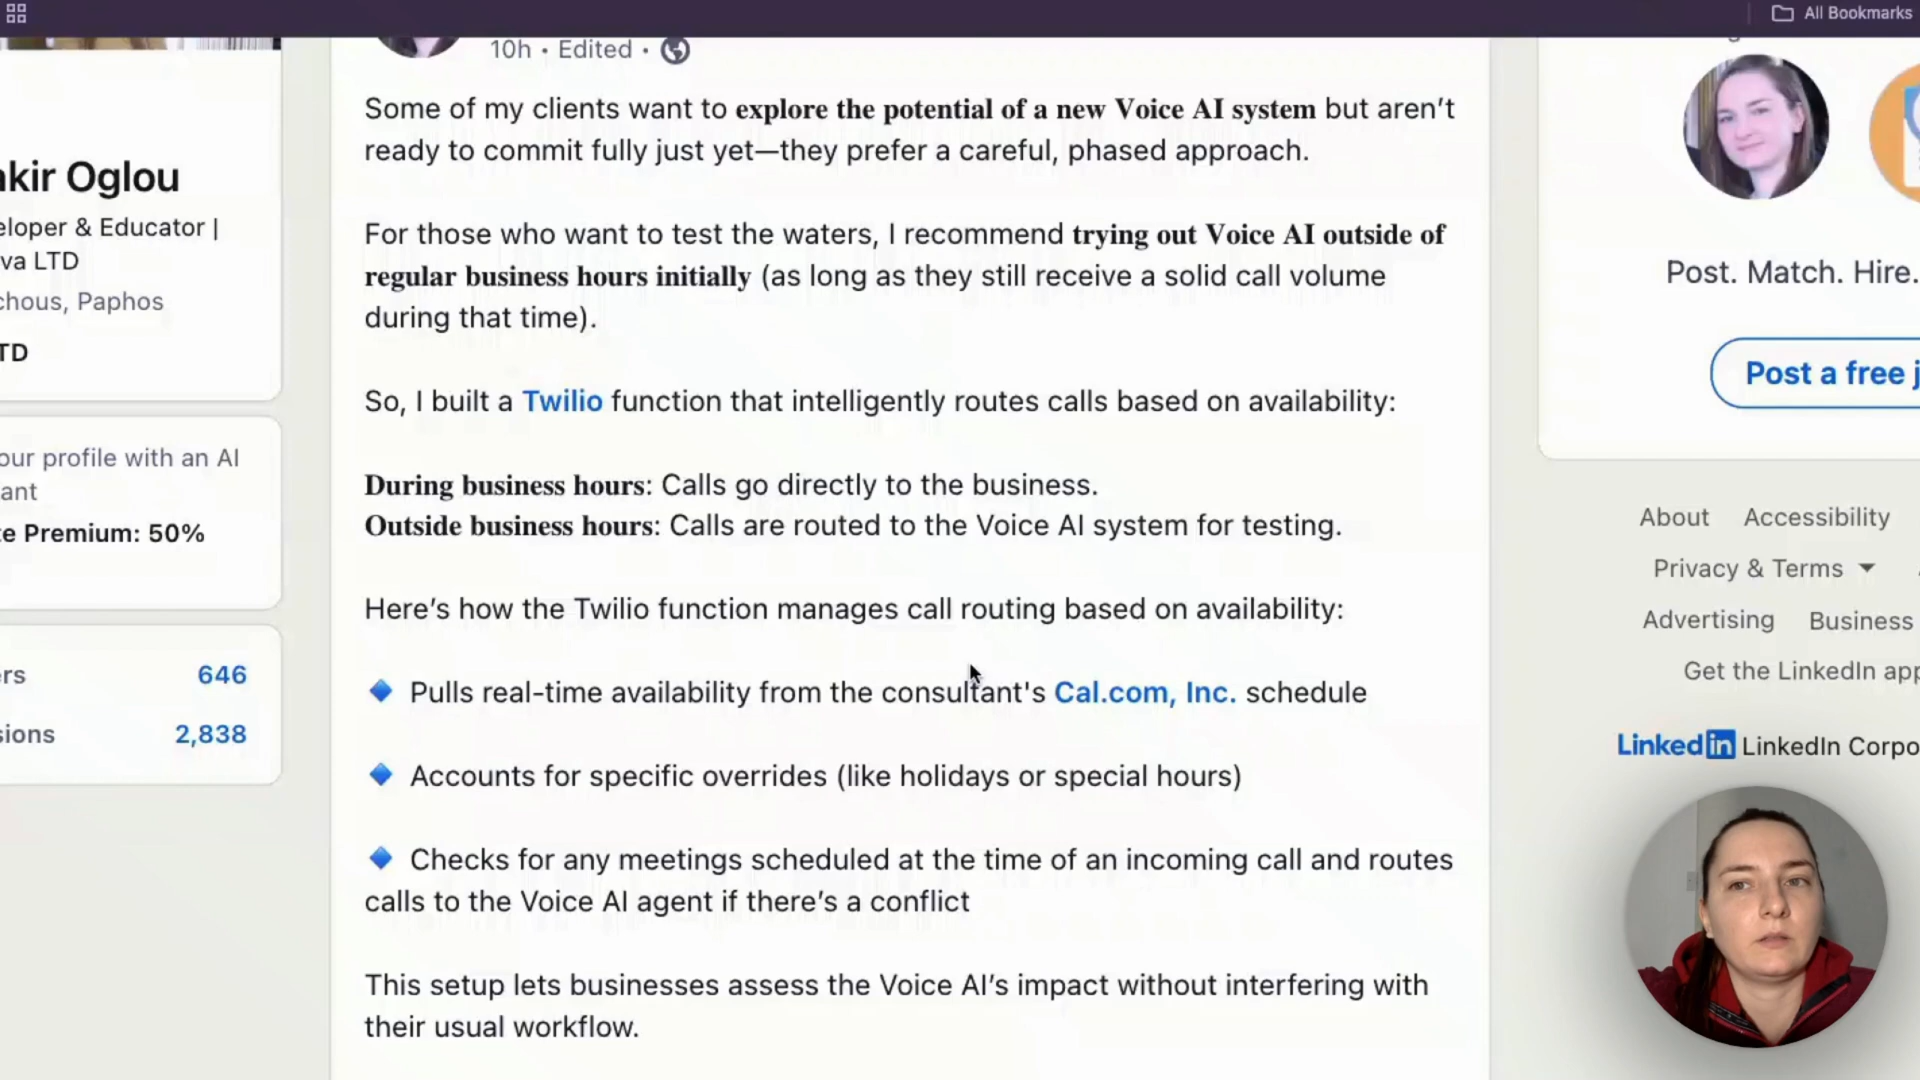 All Bookmarks
10h • Edited •
Some of my clients want to explore the potential of a new Voice AI system but aren't
ready to commit fully just yet—they prefer a careful, phased approach.
For those who want to test the waters, I recommend trying out Voice AI outside of
regular business hours initially (as long as they still receive a solid call volume
during that time).
So, I built a Twilio function that intelligently routes calls based on availability:
During business hours: Calls go directly to the business.
Outside business hours: Calls are routed to the Voice AI system for testing.
Here's how the Twilio function manages call routing based on availability:
Pulls real-time availability from the consultant's Cal.com, Inc. schedule
Accounts for specific overrides (like holidays or special hours)
Checks for any meetings scheduled at the time of an incoming call and routes
calls to the Voice AI agent if there's a conflict
This setup lets businesses assess the Voice AI's impact without interfering with
their usual workflow.
akir Oglou
eloper & Educator |
va LTD
chous, Paphos
TD
our profile with an AI
ant
te Premium: 50%
ers 646
sions 2,838
Post. Match. Hire.
Post a free j
About Accessibility
Privacy & Terms
Advertising Business
Get the LinkedIn app
LinkedIn LinkedIn Corpo